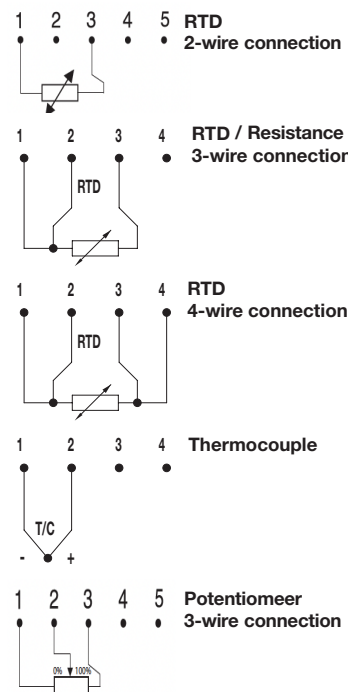 1 2 3 4 5 RTD
2-wire connection
1 2 3 4 RTD / Resistance
3-wire connection
RTD
1 2 3 4 RTD
4-wire connection
RTD
1 2 3 4 Thermocouple
T/C
- +
1 2 3 4 5 Potentiomeer
3-wire connection
0% 100%